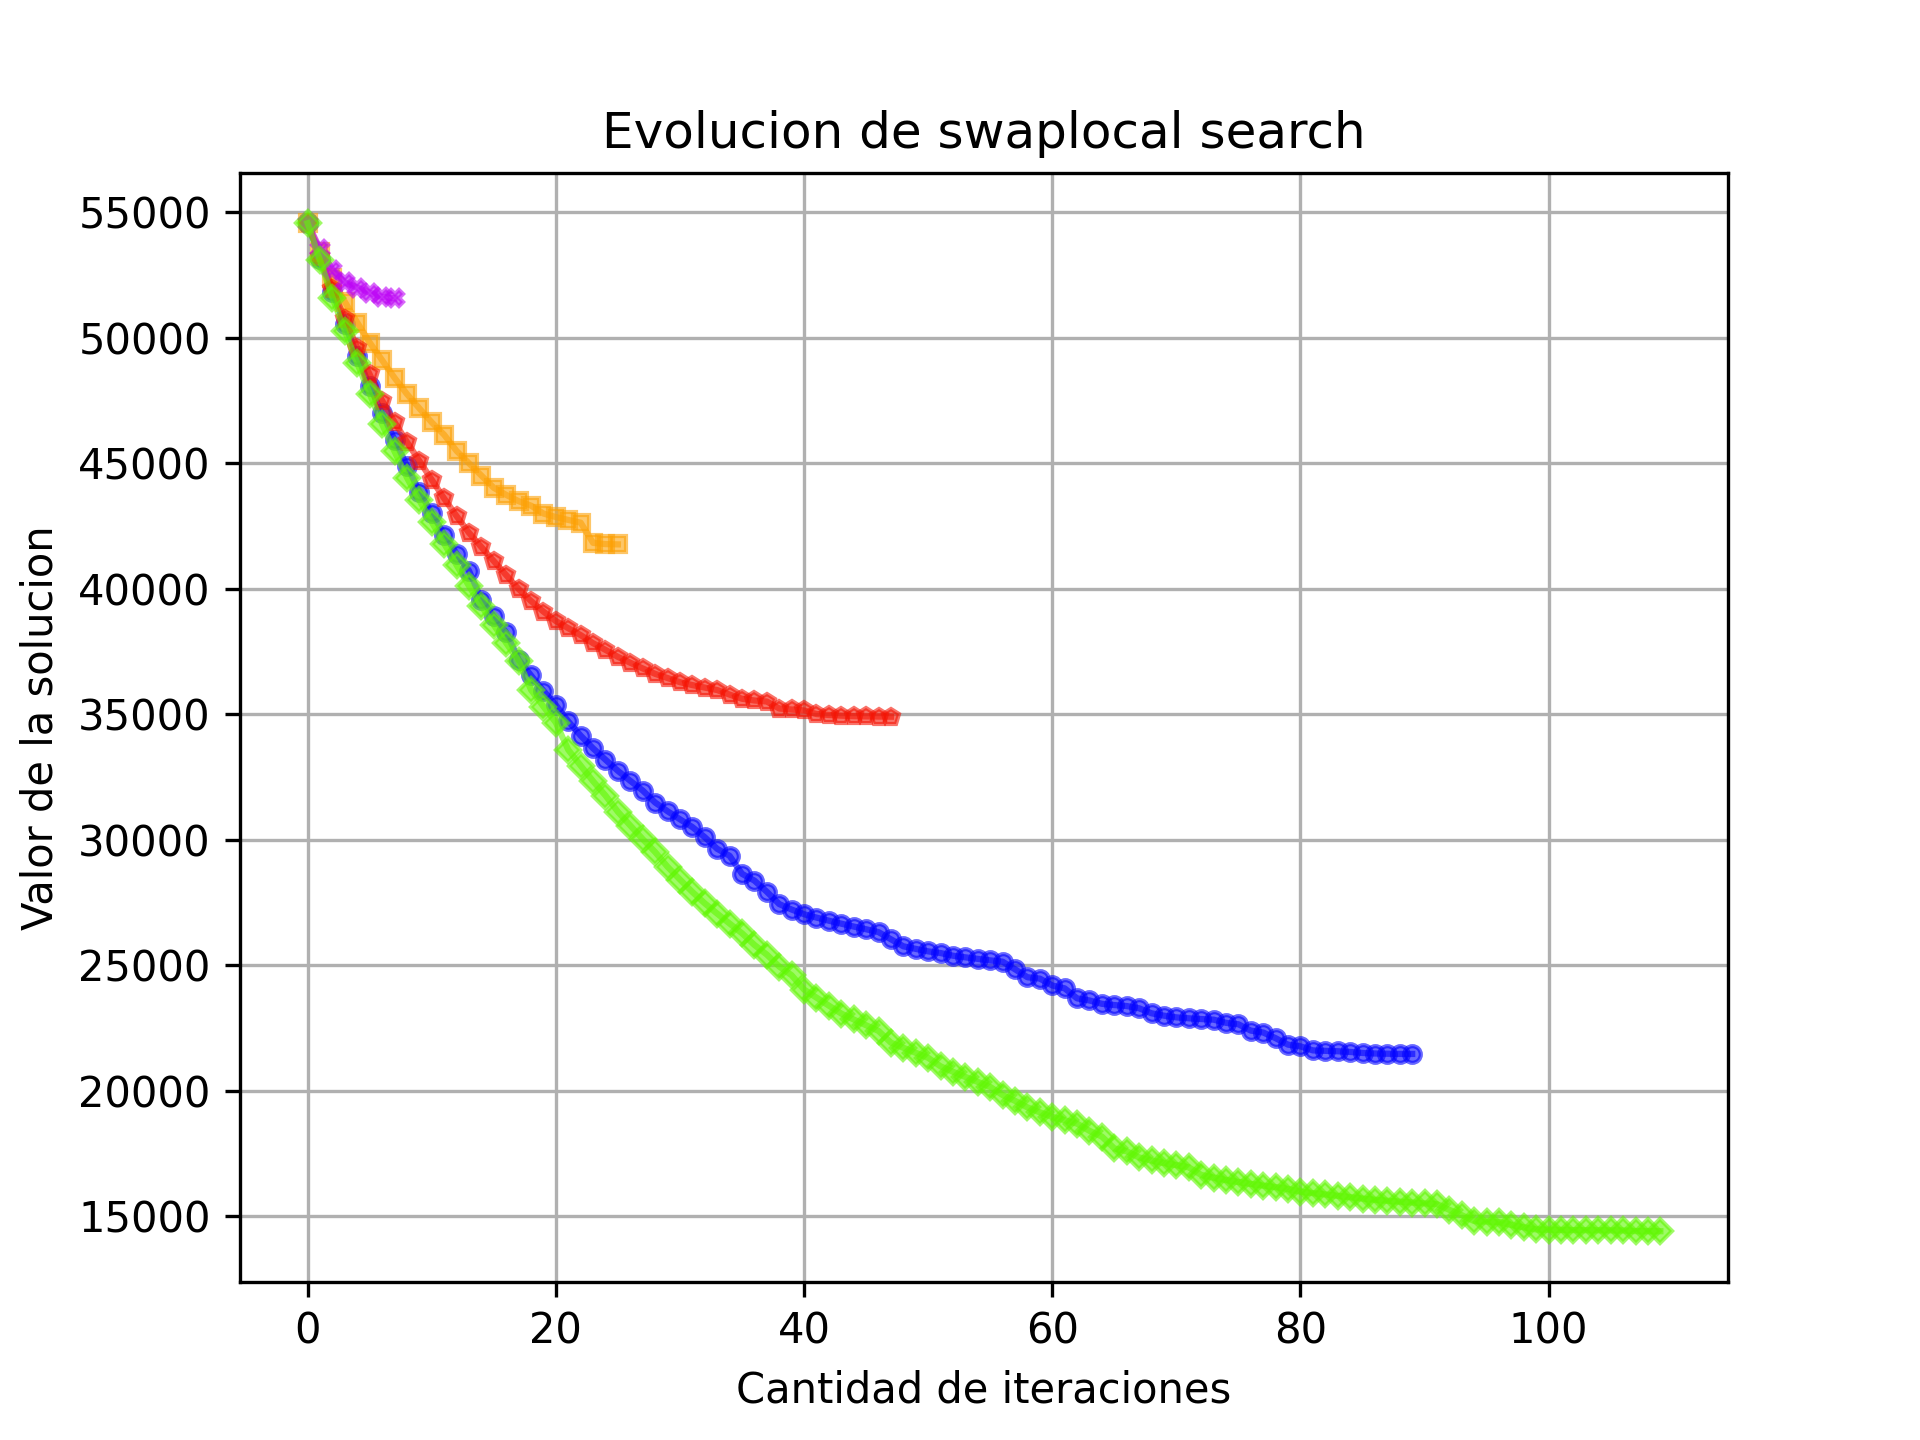 Evolucion de swaplocal search
Valor de la solucion
55000
50000
45000
40000
35000
30000
25000
20000
15000
0 20 40 60 80 100
Cantidad de iteraciones